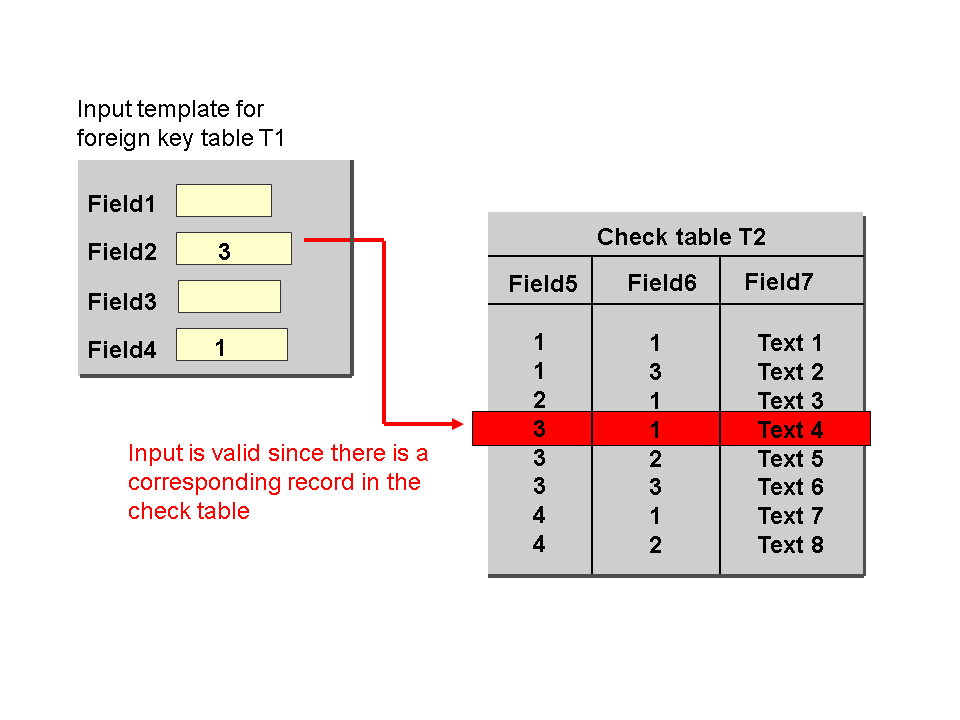 Input template for
foreign key table T1
Field1
Field2 3
Field3
Field4 1
Input is valid since there is a
corresponding record in the
check table
Check table T2
Field5 Field6 Field7
1 1 Text 1
1 3 Text 2
2 1 Text 3
3 1 Text 4
3 2 Text 5
3 3 Text 6
4 1 Text 7
4 2 Text 8